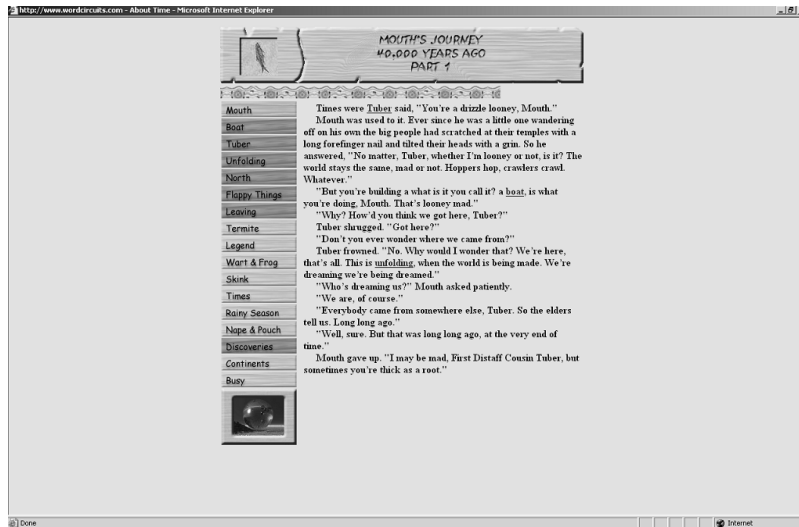 http://www.wordcircuits.com - About Time - Microsoft Internet Explorer
MOUTH'S JOURNEY
40,000 YEARS AGO
PART 1
Mouth
Boat
Tuber
Unfolding
North
Flappy Things
Leaving
Termite
Legend
Wart & Frog
Skink
Times
Rainy Season
Nape & Pouch
Discoveries
Continents
Busy
Times were Tuber said, "You're a drizzle looney, Mouth."
Mouth was used to it. Ever since he was a little one wandering
off on his own the big people had scratched at their temples with a
long forefinger nail and tilted their heads with a grin. So he
answered, "No matter, Tuber, whether I'm looney or not, is it? The
world stays the same, mad or not. Hoppers hop, crawlers crawl.
Whatever."
"But you're building a what is it you call it? a boat, is what
you're doing, Mouth. That's looney mad."
"Why? How'd you think we got here, Tuber?"
Tuber shrugged. "Got here?"
"Don't you ever wonder where we came from?"
Tuber frowned. "No. Why would I wonder that? We're here,
that's all. This is unfolding, when the world is being made. We're
dreaming we're being dreamed."
"Who's dreaming us?" Mouth asked patiently.
"We are, of course."
"Everybody came from somewhere else, Tuber. So the elders
tell us. Long long ago."
"Well, sure. But that was long long ago, at the very end of
time."
Mouth gave up. "I may be mad, First Distaff Cousin Tuber, but
sometimes you're thick as a root."
Done
Internet